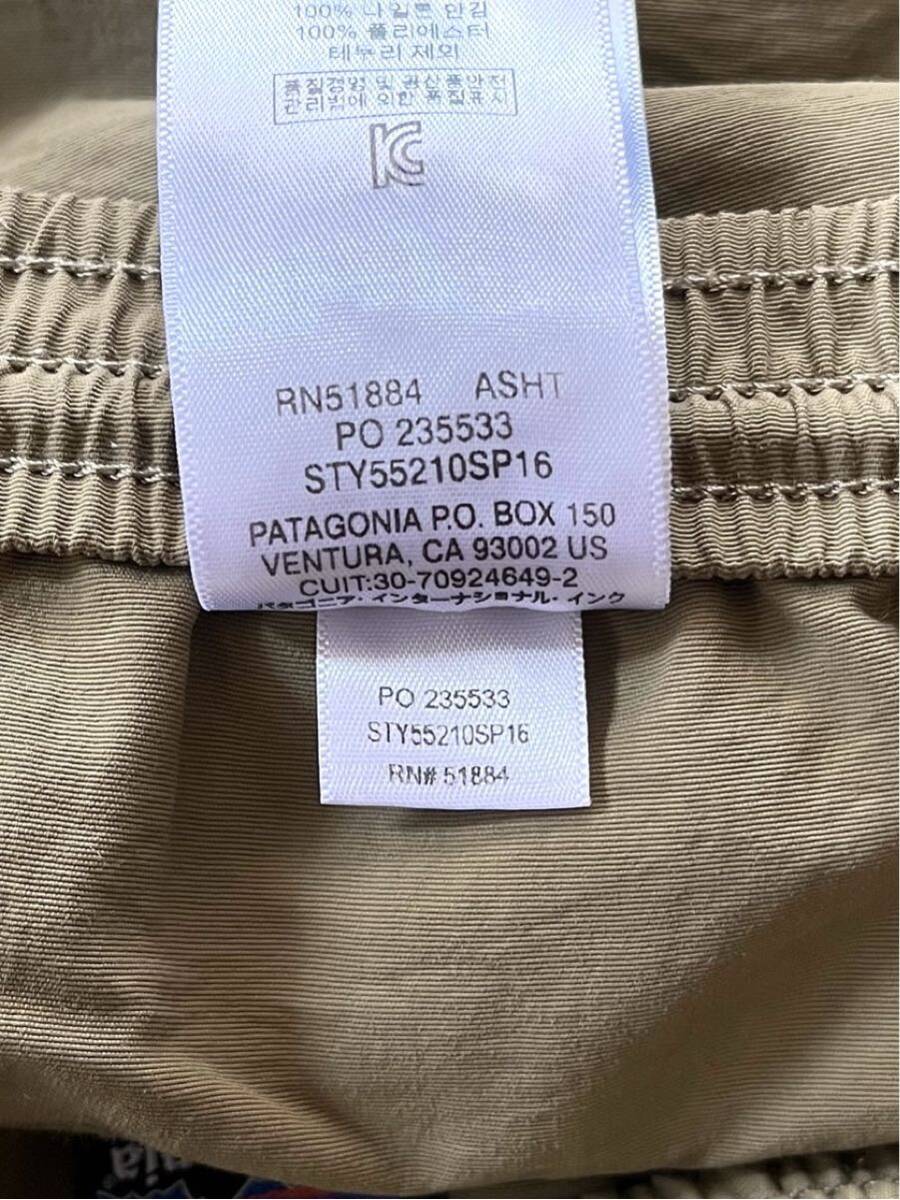 100% 나일론 안감
100% 폴리에스터
테두리 제외
품질경영 및 공산품안전
관리법에 의한 품질표시
RN51884 ASHT
PO 235533
STY55210SP16
PATAGONIA P.O. BOX 150
VENTURA, CA 93002 US
CUIT:30-70924649-2
パタゴニア・インターナショナル・インク
PO 235533
STY55210SP16
RN# 51884
nia®